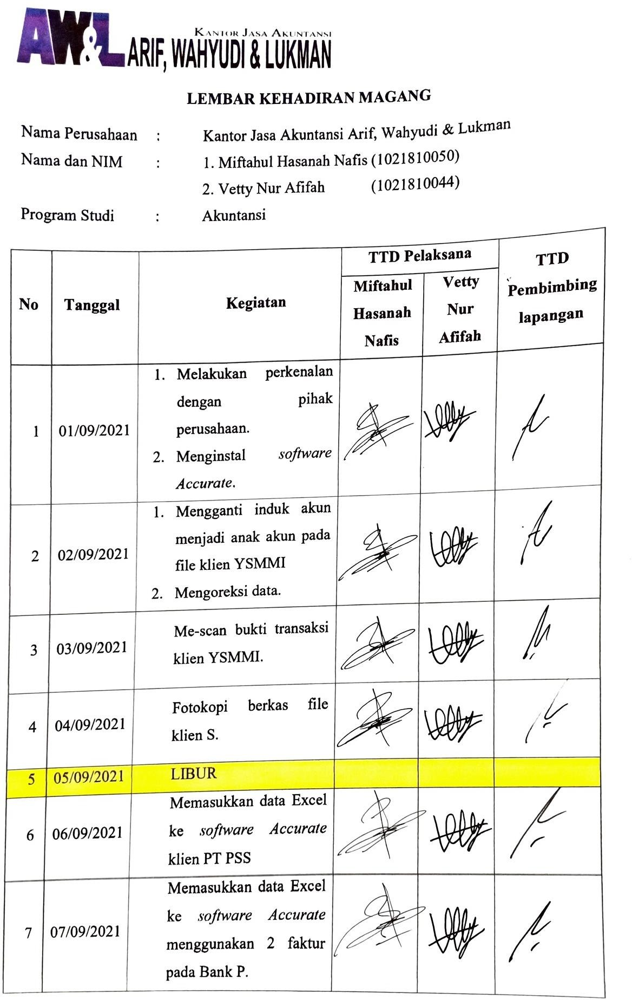 AW&L
KANTOR JASA AKUNTANSI
ARIF, WAHYUDI & LUKMAN
LEMBAR KEHADIRAN MAGANG
Nama Perusahaan : Kantor Jasa Akuntansi Arif, Wahyudi & Lukman
Nama dan NIM : 1. Miftahul Hasanah Nafis (1021810050)
2. Vetty Nur Afifah (1021810044)
Program Studi : Akuntansi
No
Tanggal
Kegiatan
TTD Pelaksana
Miftahul
Hasanah
Nafis
Vetty
Nur
Afifah
TTD
Pembimbing
lapangan
1
01/09/2021
1. Melakukan perkenalan
dengan pihak
perusahaan.
2. Menginstal software
Accurate.
Vetty
2
02/09/2021
1. Mengganti induk akun
menjadi anak akun pada
file klien YSMMI
2. Mengoreksi data.
Vetty
3
03/09/2021
Me-scan bukti transaksi
klien YSMMI.
Vetty
4
04/09/2021
Fotokopi berkas file
klien S.
Vetty
5
05/09/2021
LIBUR
6
06/09/2021
Memasukkan data Excel
ke software Accurate
klien PT PSS
Vetty
7
07/09/2021
Memasukkan data Excel
ke software Accurate
menggunakan 2 faktur
pada Bank P.
Vetty